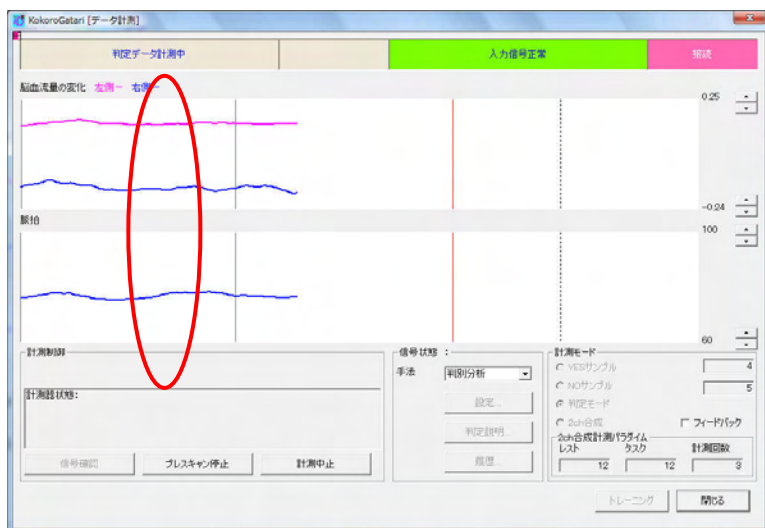 KokoroGatari [データ計測]
判定データ計測中
入力信号正常
接続
脳血流量の変化 左側ー 右側ー
0.25
-0.24
脈拍
100
60
計測制御
計測器状態:
信号確認
プレスキャン停止
計測中止
信号状態 :
手法 判別分析
設定...
判定説明...
履歴...
計測モード
YESサンプル 4
NOサンプル 5
判定モード
2ch合成 フィードバック
2ch合成計測パラダイム
レスト タスク 計測回数
12 12 3
トレーニング 閉じる